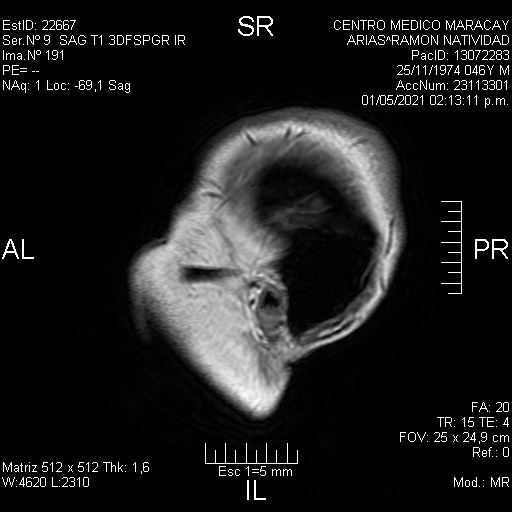 EstID: 22667
Ser.Nº 9 SAG T1 3DFSPGR IR
Ima.Nº 191
PE= --
NAq: 1 Loc: -69,1 Sag
SR
CENTRO MEDICO MARACAY
ARIAS^RAMON NATIVIDAD
PacID: 13072283
25/11/1974 046Y M
AccNum: 23113301
01/05/2021 02:13:11 p.m.
AL
PR
FA: 20
TR: 15 TE: 4
FOV: 25 x 24,9 cm
Ref.: 0
Matriz 512 x 512 Thk: 1,6
W:4620 L:2310
Esc 1=5 mm
IL
Mod.: MR